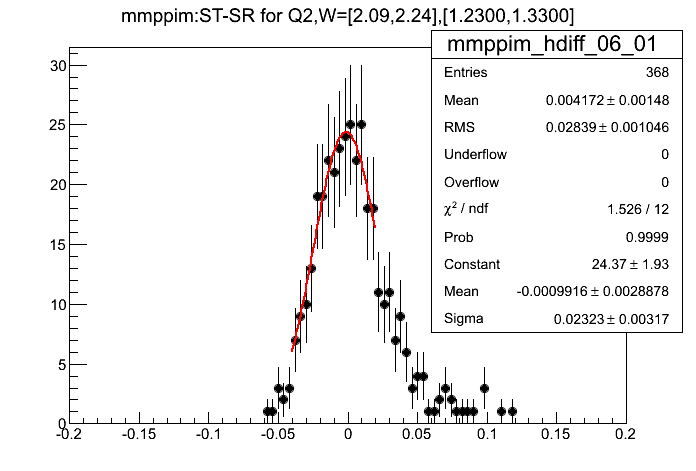 mmppim:ST-SR for Q2,W=[2.09,2.24],[1.2300,1.3300]
mmppim_hdiff_06_01
Entries 368
Mean 0.004172 ± 0.00148
RMS 0.02839 ± 0.001046
Underflow 0
Overflow 0
χ² / ndf 1.526 / 12
Prob 0.9999
Constant 24.37 ± 1.93
Mean -0.0009916 ± 0.0028878
Sigma 0.02323 ± 0.00317
30
25
20
15
10
5
0
-0.2 -0.15 -0.1 -0.05 0 0.05 0.1 0.15 0.2